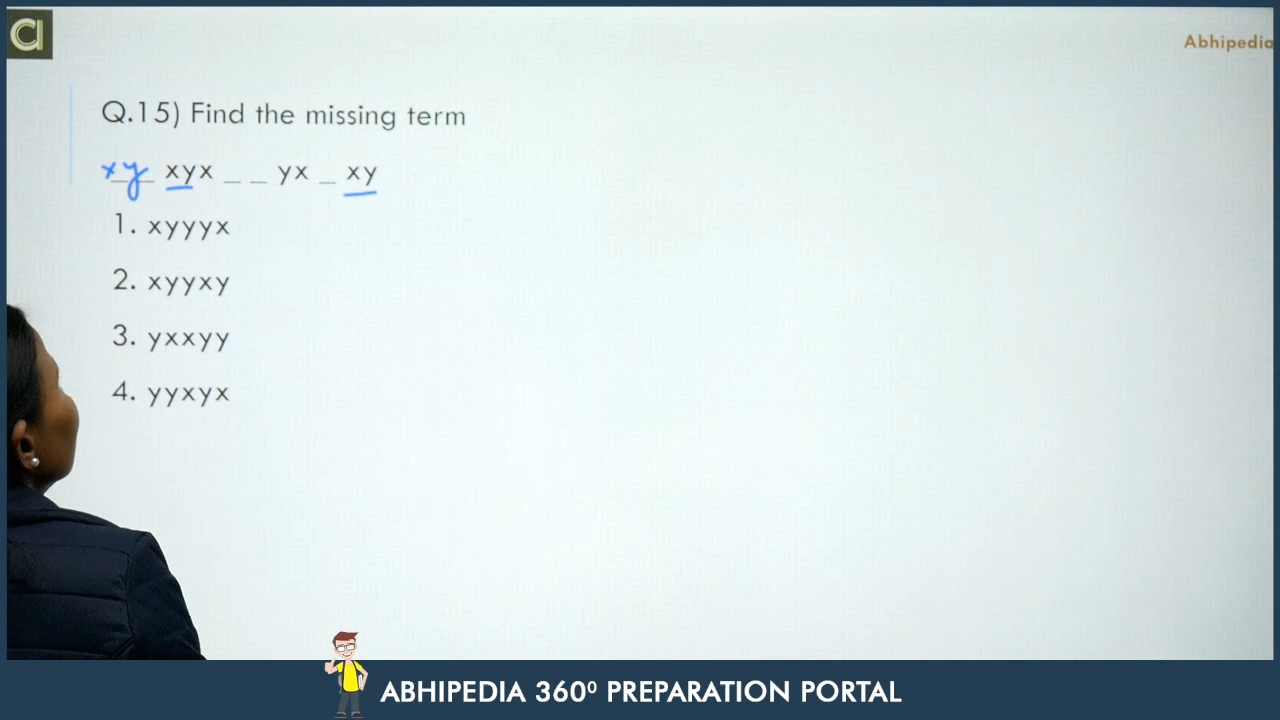 a
Abhipedia
Q.15) Find the missing term
xy xyx _ _ yx _ xy
1. xyyyx
2. xyyxy
3. yxxyy
4. yyxyx
ABHIPEDIA 360⁰ PREPARATION PORTAL